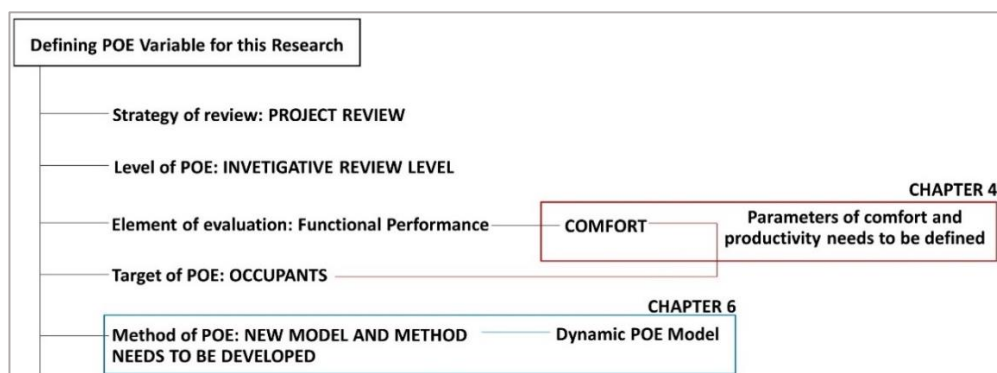 Defining POE Variable for this Research
Strategy of review: PROJECT REVIEW
Level of POE: INVETIGATIVE REVIEW LEVEL
CHAPTER 4
Element of evaluation: Functional Performance
COMFORT
Parameters of comfort and
productivity needs to be defined
Target of POE: OCCUPANTS
CHAPTER 6
Method of POE: NEW MODEL AND METHOD
NEEDS TO BE DEVELOPED
Dynamic POE Model